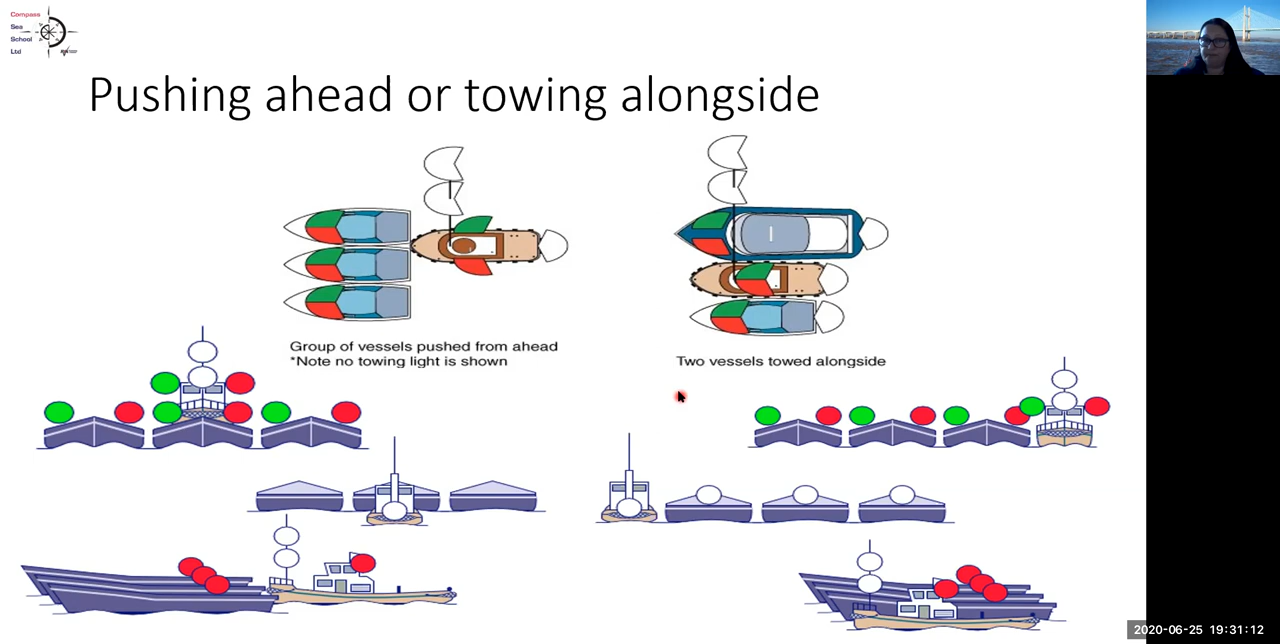 Compass
Sea
School
Ltd
Pushing ahead or towing alongside
Group of vessels pushed from ahead
*Note no towing light is shown
Two vessels towed alongside
2020-06-25 19:31:12